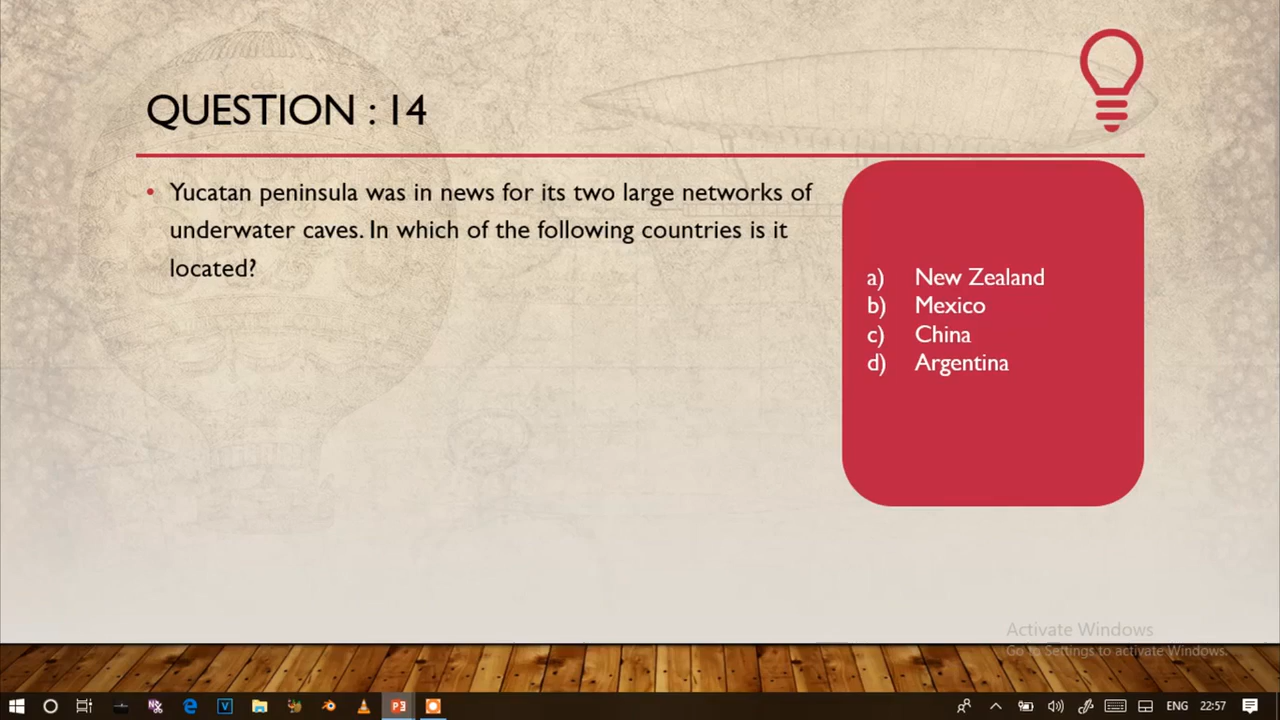 QUESTION : 14
• Yucatan peninsula was in news for its two large networks of
underwater caves. In which of the following countries is it
located?
a) New Zealand
b) Mexico
c) China
d) Argentina
Activate Windows
Go to Settings to activate Windows.
ENG 22:57